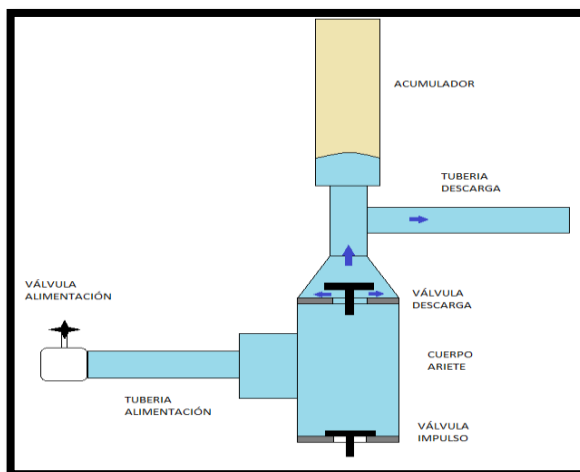 ACUMULADOR
TUBERIA
DESCARGA
VÁLVULA
ALIMENTACIÓN
VÁLVULA
DESCARGA
CUERPO
ARIETE
TUBERIA
ALIMENTACIÓN
VÁLVULA
IMPULSO